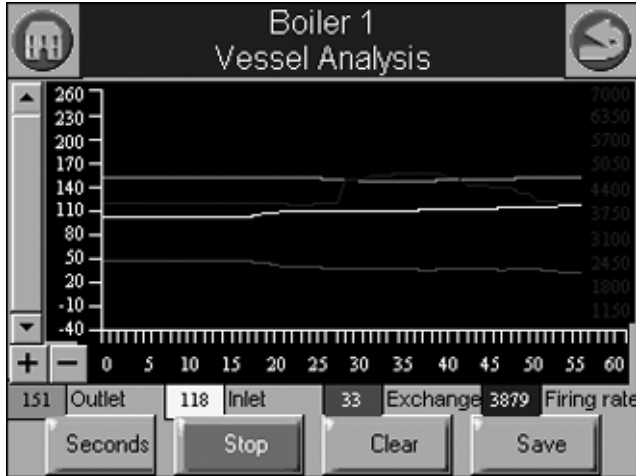 Boiler 1
Vessel Analysis
260 7000
230 6350
200 5700
170 5050
140 4400
110 3750
80 3100
50 2450
20 1800
-10 1150
-40
+ − 0 5 10 15 20 25 30 35 40 45 50 55 60
151 Outlet 118 Inlet 33 Exchange 3879 Firing rate
Seconds Stop Clear Save